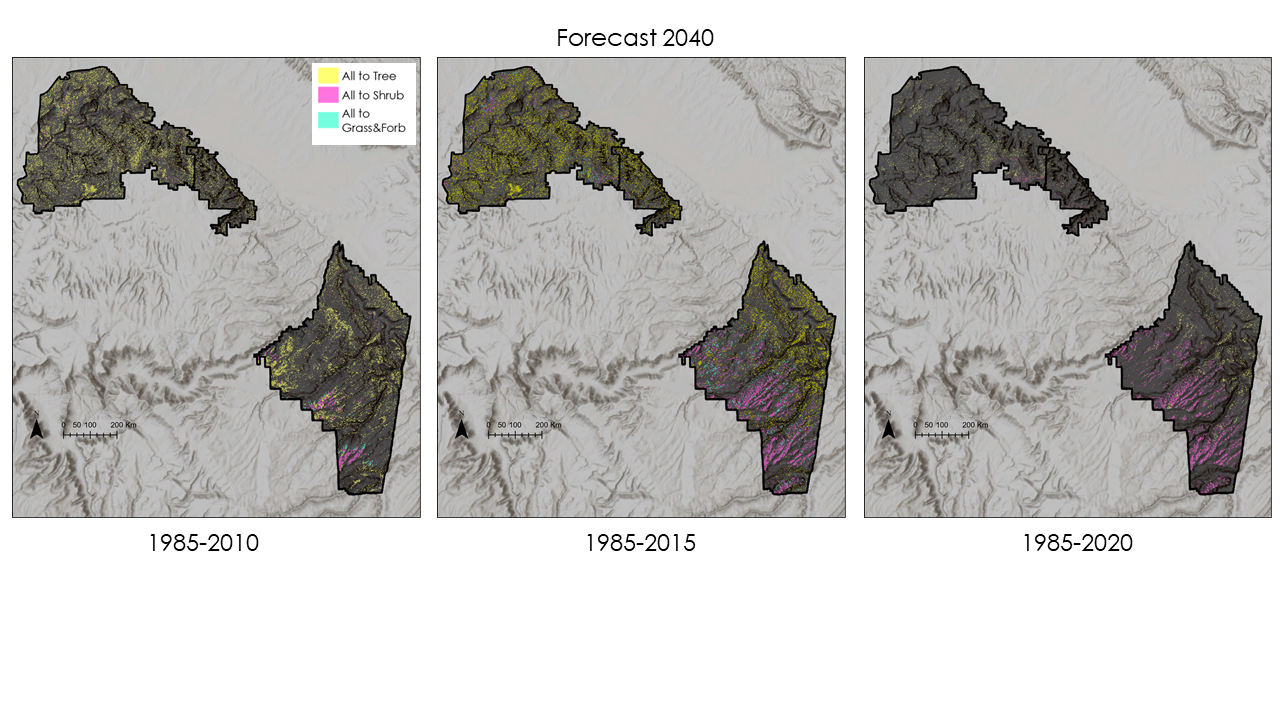 Forecast 2040
All to Tree
All to Shrub
All to
Grass&Forb
N
0 50 100 200 Km
N
0 50 100 200 Km
N
0 50 100 200 Km
1985-2010
1985-2015
1985-2020